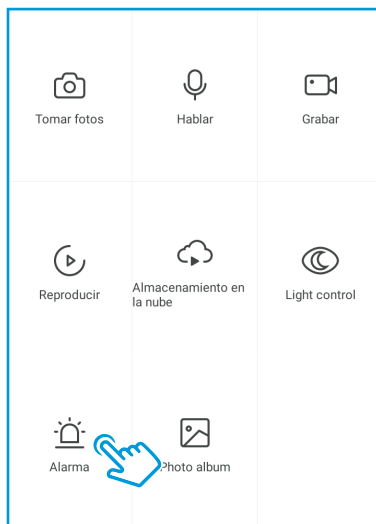 Tomar fotos
Hablar
Grabar
Reproducir
Almacenamiento en
la nube
Light control
Alarma
Photo album